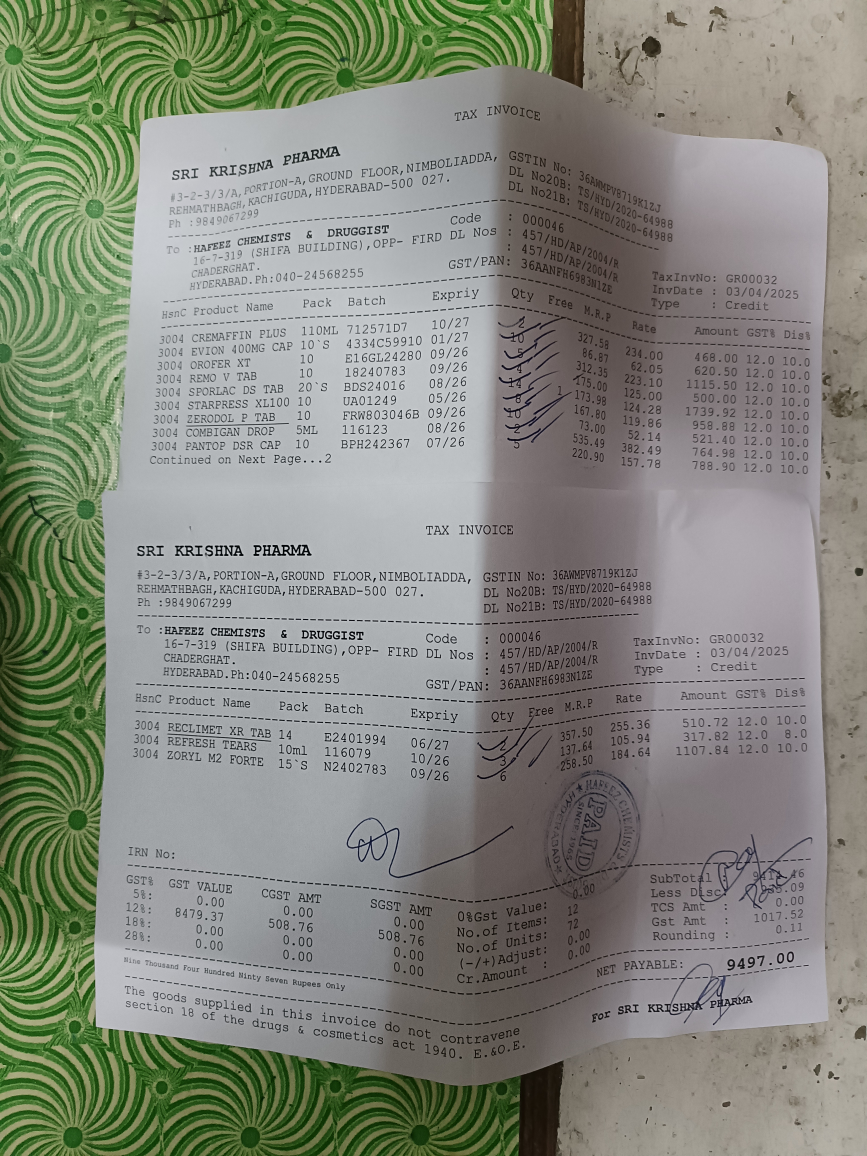 TAX INVOICE
SRI KRISHNA PHARMA
#3-2-3/3/A, PORTION-A, GROUND FLOOR, NIMBOLIADDA, GSTIN No: 36AWMPV8719K1ZJ
REHMATHBAGH, KACHIGUDA, HYDERABAD-500 027. DL No20B: TS/HYD/2020-64988
Ph :9849067299 DL No21B: TS/HYD/2020-64988
To :HAFEEZ CHEMISTS & DRUGGIST Code : 000046
16-7-319 (SHIFA BUILDING),OPP- FIRD DL Nos : 457/HD/AP/2004/R TaxInvNo: GR00032
CHADERGHAT. : 457/HD/AP/2004/R InvDate : 03/04/2025
HYDERABAD.Ph:040-24568255 GST/PAN: 36AANFH6983N1ZE Type : Credit
HsnC Product Name Pack Batch Expriy Qty Free M.R.P Rate Amount GST% Dis%
3004 CREMAFFIN PLUS 110ML 712571D7 10/27 2 327.58 234.00 468.00 12.0 10.0
3004 EVION 400MG CAP 10`S 4334C59910 01/27 10 86.87 62.05 620.50 12.0 10.0
3004 OROFER XT 10 E16GL24280 09/26 5 312.35 223.10 1115.50 12.0 10.0
3004 REMO V TAB 10 18240783 09/26 4 175.00 125.00 500.00 12.0 10.0
3004 SPORLAC DS TAB 20`S BDS24016 08/26 14 1 173.98 124.28 1739.92 12.0 10.0
3004 STARPRESS XL100 10 UA01249 05/26 8 167.80 119.86 958.88 12.0 10.0
3004 ZERODOL P TAB 10 FRW803046B 09/26 10 73.00 52.14 521.40 12.0 10.0
3004 COMBIGAN DROP 5ML 116123 08/26 2 535.49 382.49 764.98 12.0 10.0
3004 PANTOP DSR CAP 10 BPH242367 07/26 5 220.90 157.78 788.90 12.0 10.0
Continued on Next Page...2
TAX INVOICE
SRI KRISHNA PHARMA
#3-2-3/3/A, PORTION-A, GROUND FLOOR, NIMBOLIADDA, GSTIN No: 36AWMPV8719K1ZJ
REHMATHBAGH, KACHIGUDA, HYDERABAD-500 027. DL No20B: TS/HYD/2020-64988
Ph :9849067299 DL No21B: TS/HYD/2020-64988
To :HAFEEZ CHEMISTS & DRUGGIST Code : 000046 TaxInvNo: GR00032
16-7-319 (SHIFA BUILDING),OPP- FIRD DL Nos : 457/HD/AP/2004/R InvDate : 03/04/2025
CHADERGHAT. : 457/HD/AP/2004/R Type : Credit
HYDERABAD.Ph:040-24568255 GST/PAN: 36AANFH6983N1ZE
HsnC Product Name Pack Batch Expriy Qty Free M.R.P Rate Amount GST% Dis%
3004 RECLIMET XR TAB 14 E2401994 06/27 2 357.50 255.36 510.72 12.0 10.0
3004 REFRESH TEARS 10ml 116079 10/26 3 137.64 105.94 317.82 12.0 8.0
3004 ZORYL M2 FORTE 15`S N2402783 09/26 6 258.50 184.64 1107.84 12.0 10.0
HAFEEZ CHEMISTS
PAID
SINCE 1965
HYDERABAD
IRN No:
GST% GST VALUE CGST AMT SGST AMT 0%Gst Value: 0.00 SubTotal : 9414.46
5%: 0.00 0.00 0.00 No.of Items: 12 Less Disc: 935.09
12%: 8479.37 508.76 508.76 No.of Units: 72 TCS Amt : 0.00
18%: 0.00 0.00 0.00 (-/+)Adjust: 0.00 Gst Amt : 1017.52
28%: 0.00 0.00 0.00 Cr.Amount : 0.00 Rounding : 0.11
Nine Thousand Four Hundred Ninty Seven Rupees Only NET PAYABLE: 9497.00
The goods supplied in this invoice do not contravene
section 18 of the drugs & cosmetics act 1940. E.&O.E.
For SRI KRISHNA PHARMA